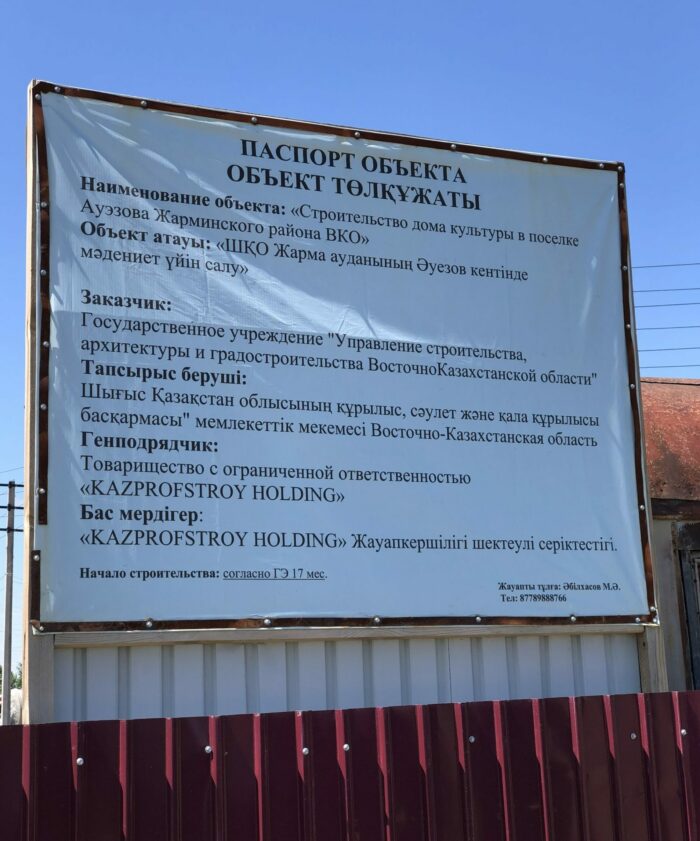 ПАСПОРТ ОБЪЕКТА
ОБЪЕКТ ТӨЛҚҰЖАТЫ
Наименование объекта: «Строительство дома культуры в поселке
Ауэзова Жарминского района ВКО»
Объект атауы: «ШҚО Жарма ауданының Әуезов кентінде
мәдениет үйін салу»
Заказчик:
Государственное учреждение "Управление строительства,
архитектуры и градостроительства ВосточноКазахстанской области"
Тапсырыс беруші:
Шығыс Қазақстан облысының құрылыс, сәулет және қала құрылысы
басқармасы" мемлекеттік мекемесі Восточно-Казахстанская область
Генподрядчик:
Товарищество с ограниченной ответственностью
«KAZPROFSTROY HOLDING»
Бас мердігер:
«KAZPROFSTROY HOLDING» Жауапкершілігі шектеулі серіктестігі.
Начало строительства: согласно ГЭ 17 мес.
Жауапты тұлға: Әбілхасов М.Ә.
Тел: 87789888766